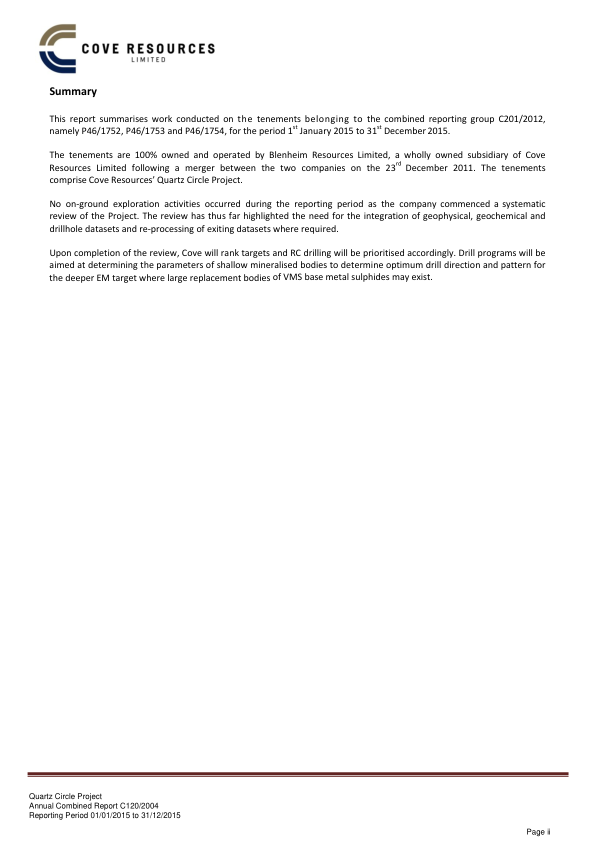 COVE RESOURCES
LIMITED
Summary
This report summarises work conducted on the tenements belonging to the combined reporting group C201/2012,
namely P46/1752, P46/1753 and P46/1754, for the period 1st January 2015 to 31st December 2015.
The tenements are 100% owned and operated by Blenheim Resources Limited, a wholly owned subsidiary of Cove
Resources Limited following a merger between the two companies on the 23rd December 2011. The tenements
comprise Cove Resources' Quartz Circle Project.
No on-ground exploration activities occurred during the reporting period as the company commenced a systematic
review of the Project. The review has thus far highlighted the need for the integration of geophysical, geochemical and
drillhole datasets and re-processing of exiting datasets where required.
Upon completion of the review, Cove will rank targets and RC drilling will be prioritised accordingly. Drill programs will be
aimed at determining the parameters of shallow mineralised bodies to determine optimum drill direction and pattern for
the deeper EM target where large replacement bodies of VMS base metal sulphides may exist.
Quartz Circle Project
Annual Combined Report C120/2004
Reporting Period 01/01/2015 to 31/12/2015
Page ii